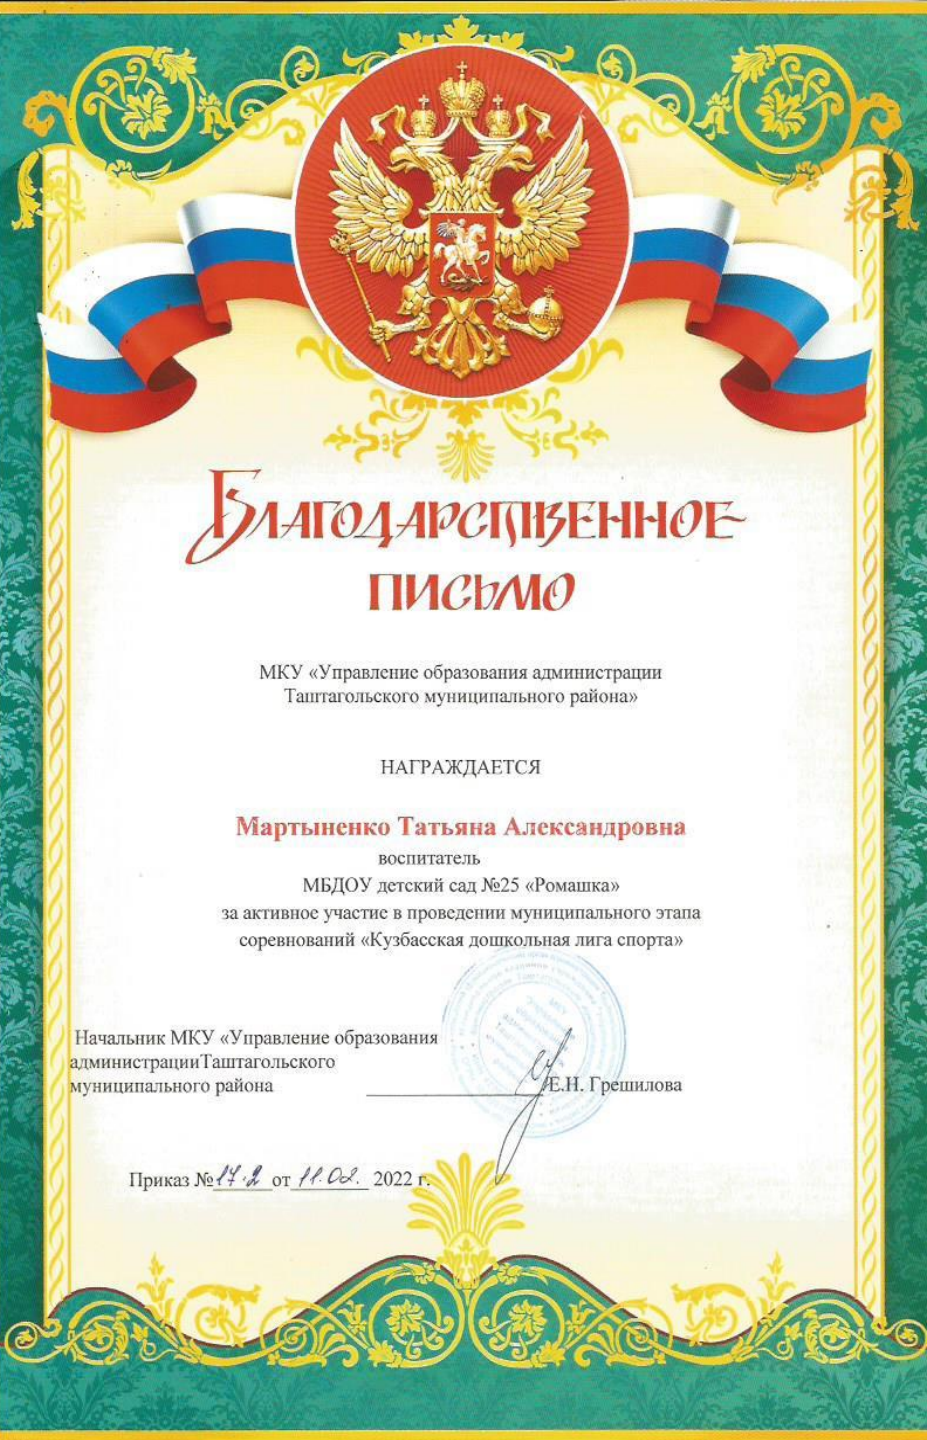 Благодарственное
письмо
МКУ «Управление образования администрации
Таштагольского муниципального района»
НАГРАЖДАЕТСЯ
Мартыненко Татьяна Александровна
воспитатель
МБДОУ детский сад №25 «Ромашка»
за активное участие в проведении муниципального этапа
соревнований «Кузбасская дошкольная лига спорта»
Начальник МКУ «Управление образования
администрацииТаштагольского
муниципального района Е.Н. Грешилова
Приказ №17.2 от 11.02. 2022 г.